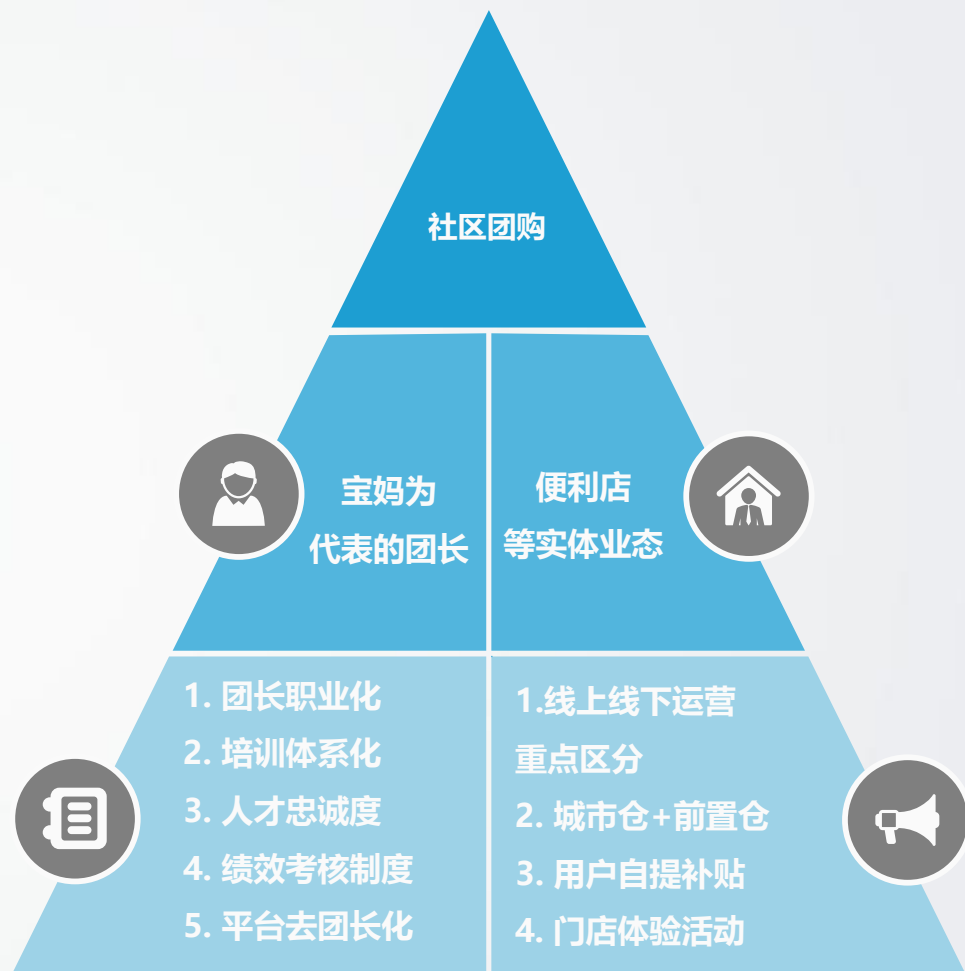 社区团购
宝妈为
代表的团长
便利店
等实体业态
1. 团长职业化
2. 培训体系化
3. 人才忠诚度
4. 绩效考核制度
5. 平台去团长化
1.线上线下运营
重点区分
2. 城市仓+前置仓
3. 用户自提补贴
4. 门店体验活动